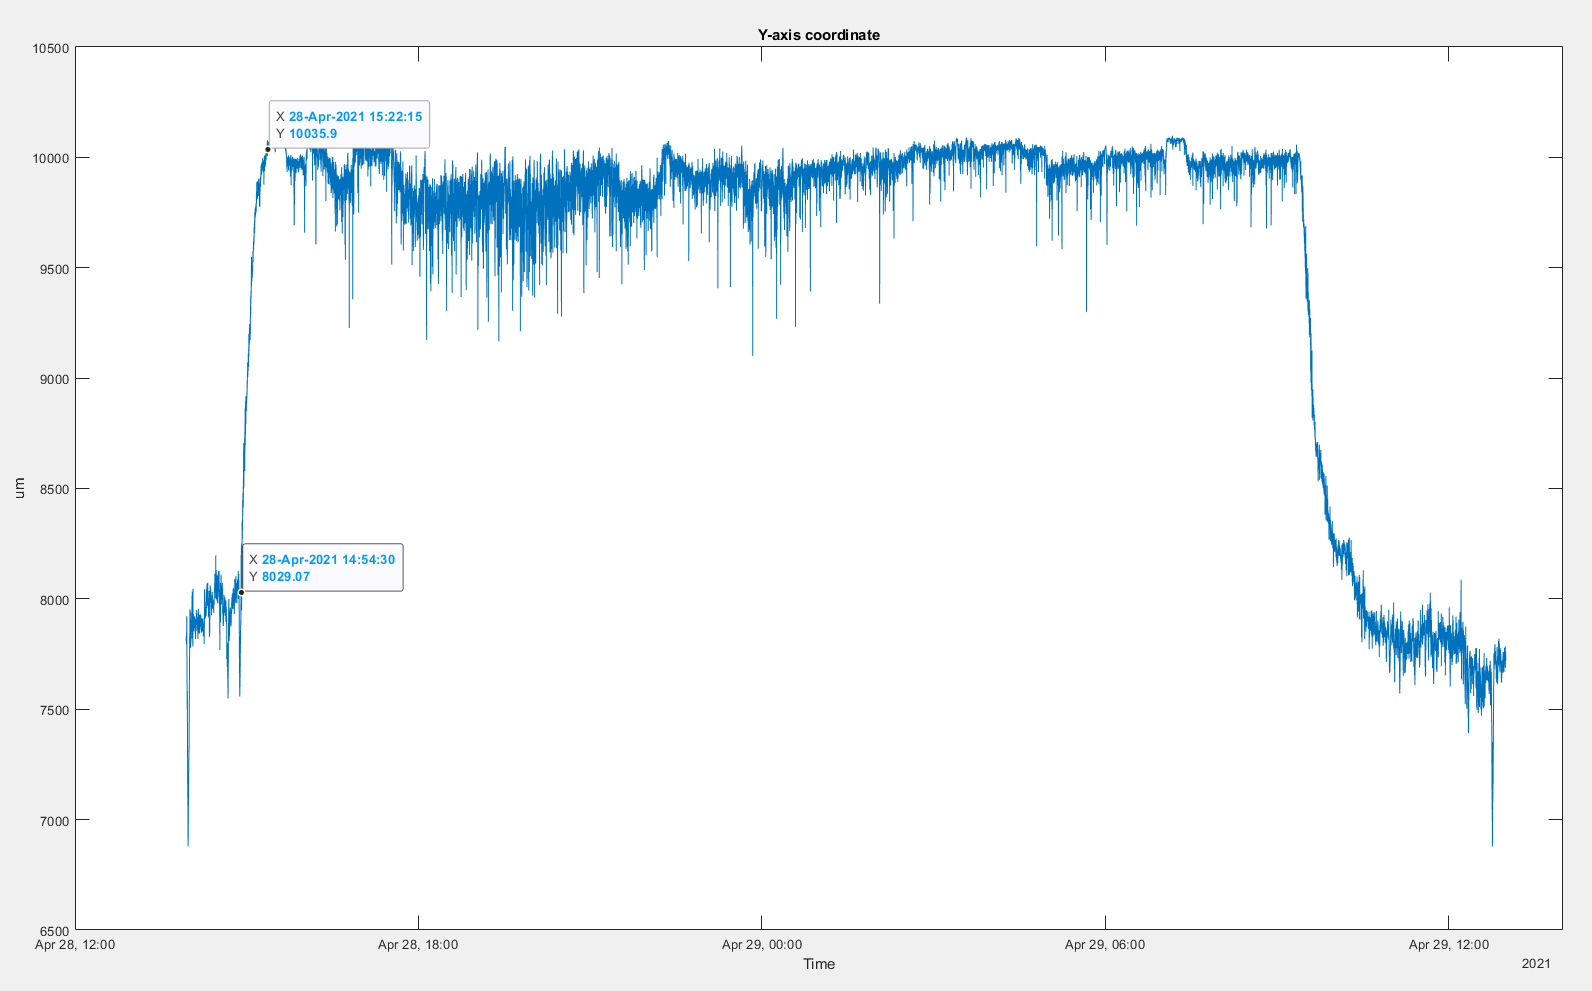 Y-axis coordinate
10500
10000
9500
9000
8500
8000
7500
7000
6500
um
X 28-Apr-2021 15:22:15
Y 10035.9
X 28-Apr-2021 14:54:30
Y 8029.07
Apr 28, 12:00
Apr 28, 18:00
Apr 29, 00:00
Apr 29, 06:00
Apr 29, 12:00
Time
2021